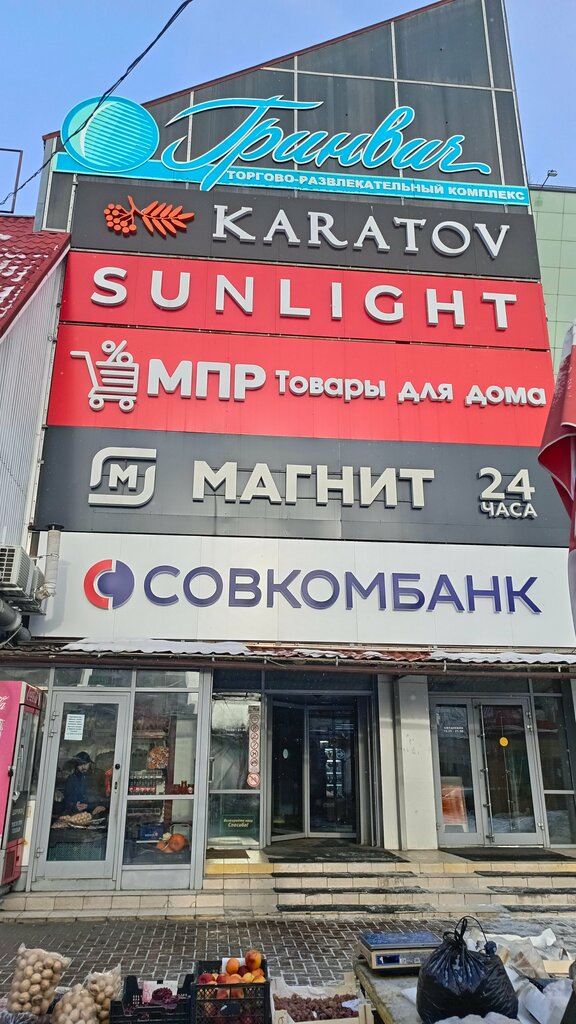 Гринвич
ТОРГОВО-РАЗВЛЕКАТЕЛЬНЫЙ КОМПЛЕКС
KARATOV
SUNLIGHT
% МПР Товары для дома
М МАГНИТ 24 ЧАСА
СОВКОМБАНК
Спасибо!